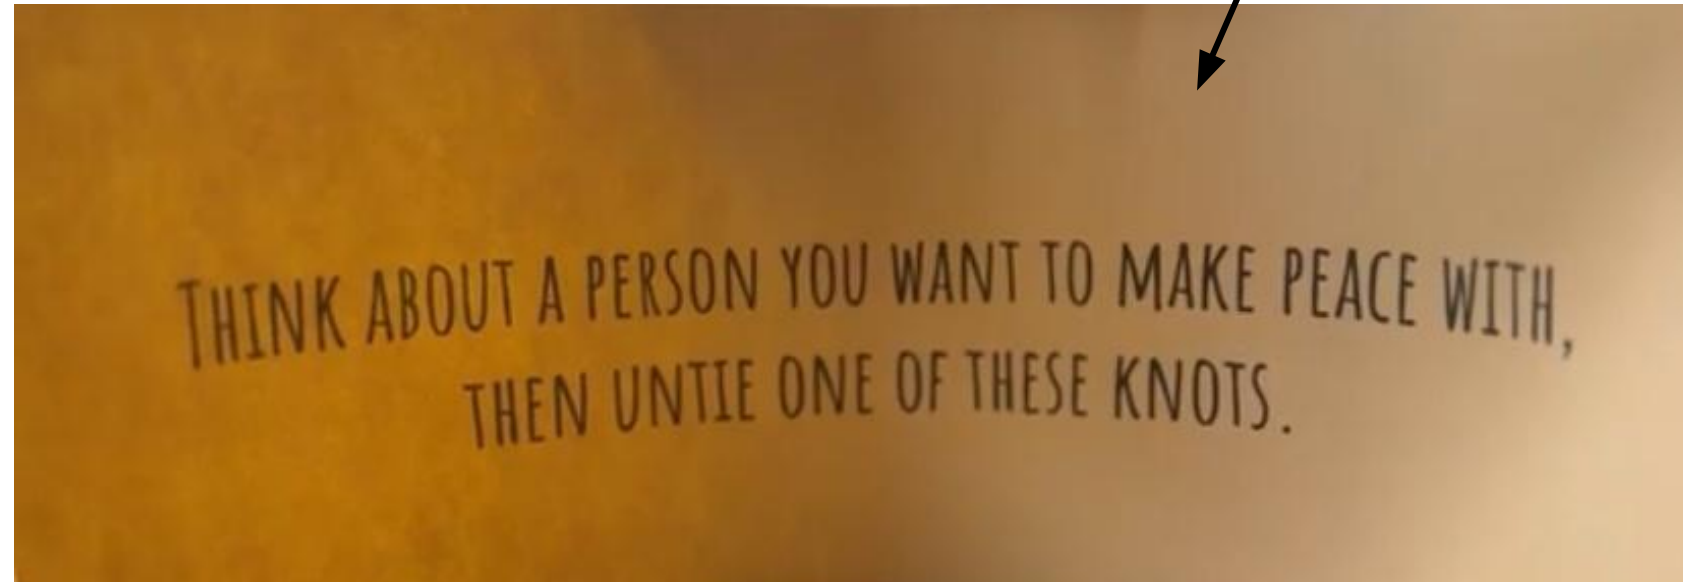 THINK ABOUT A PERSON YOU WANT TO MAKE PEACE WITH,
THEN UNTIE ONE OF THESE KNOTS.